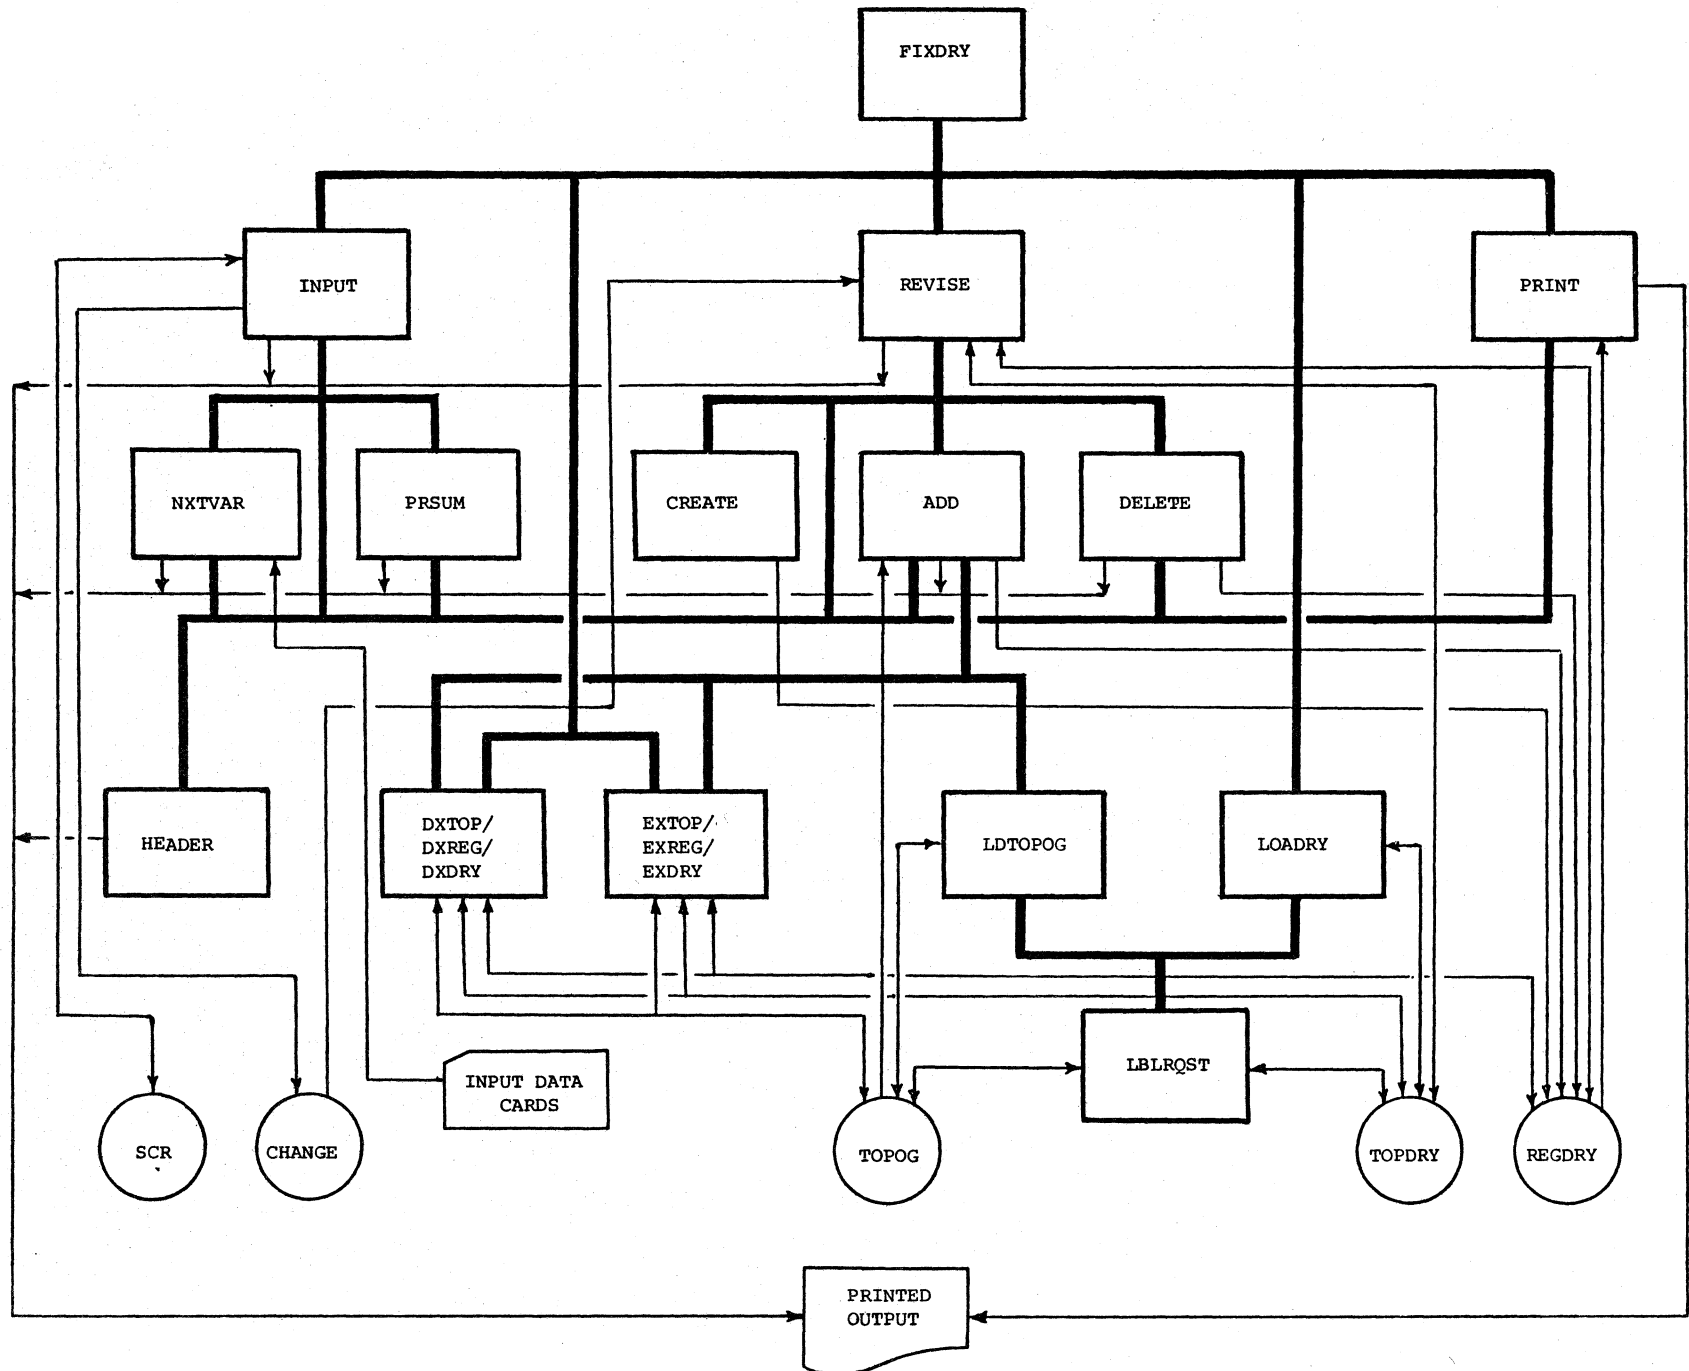 FIXDRY
INPUT
REVISE
PRINT
NXTVAR
PRSUM
CREATE
ADD
DELETE
HEADER
DXTOP/
DXREG/
DXDRY
EXTOP/
EXREG/
EXDRY
LDTOPOG
LOADRY
INPUT DATA
CARDS
LBLRQST
SCR
CHANGE
TOPOG
TOPDRY
REGDRY
PRINTED
OUTPUT